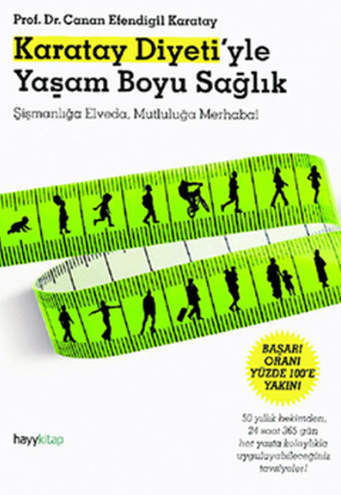 Prof. Dr. Canan Efendigil Karatay
Karatay Diyeti'yle
Yaşam Boyu Sağlık
Şişmanlığa Elveda, Mutluluğa Merhaba!
BAŞARI
ORANI
YÜZDE 100'E
YAKIN!
50 yıllık hekimden,
24 saat 365 gün
her yaşta kolaylıkla
uygulayabileceğiniz
tavsiyeler!
hayykitap